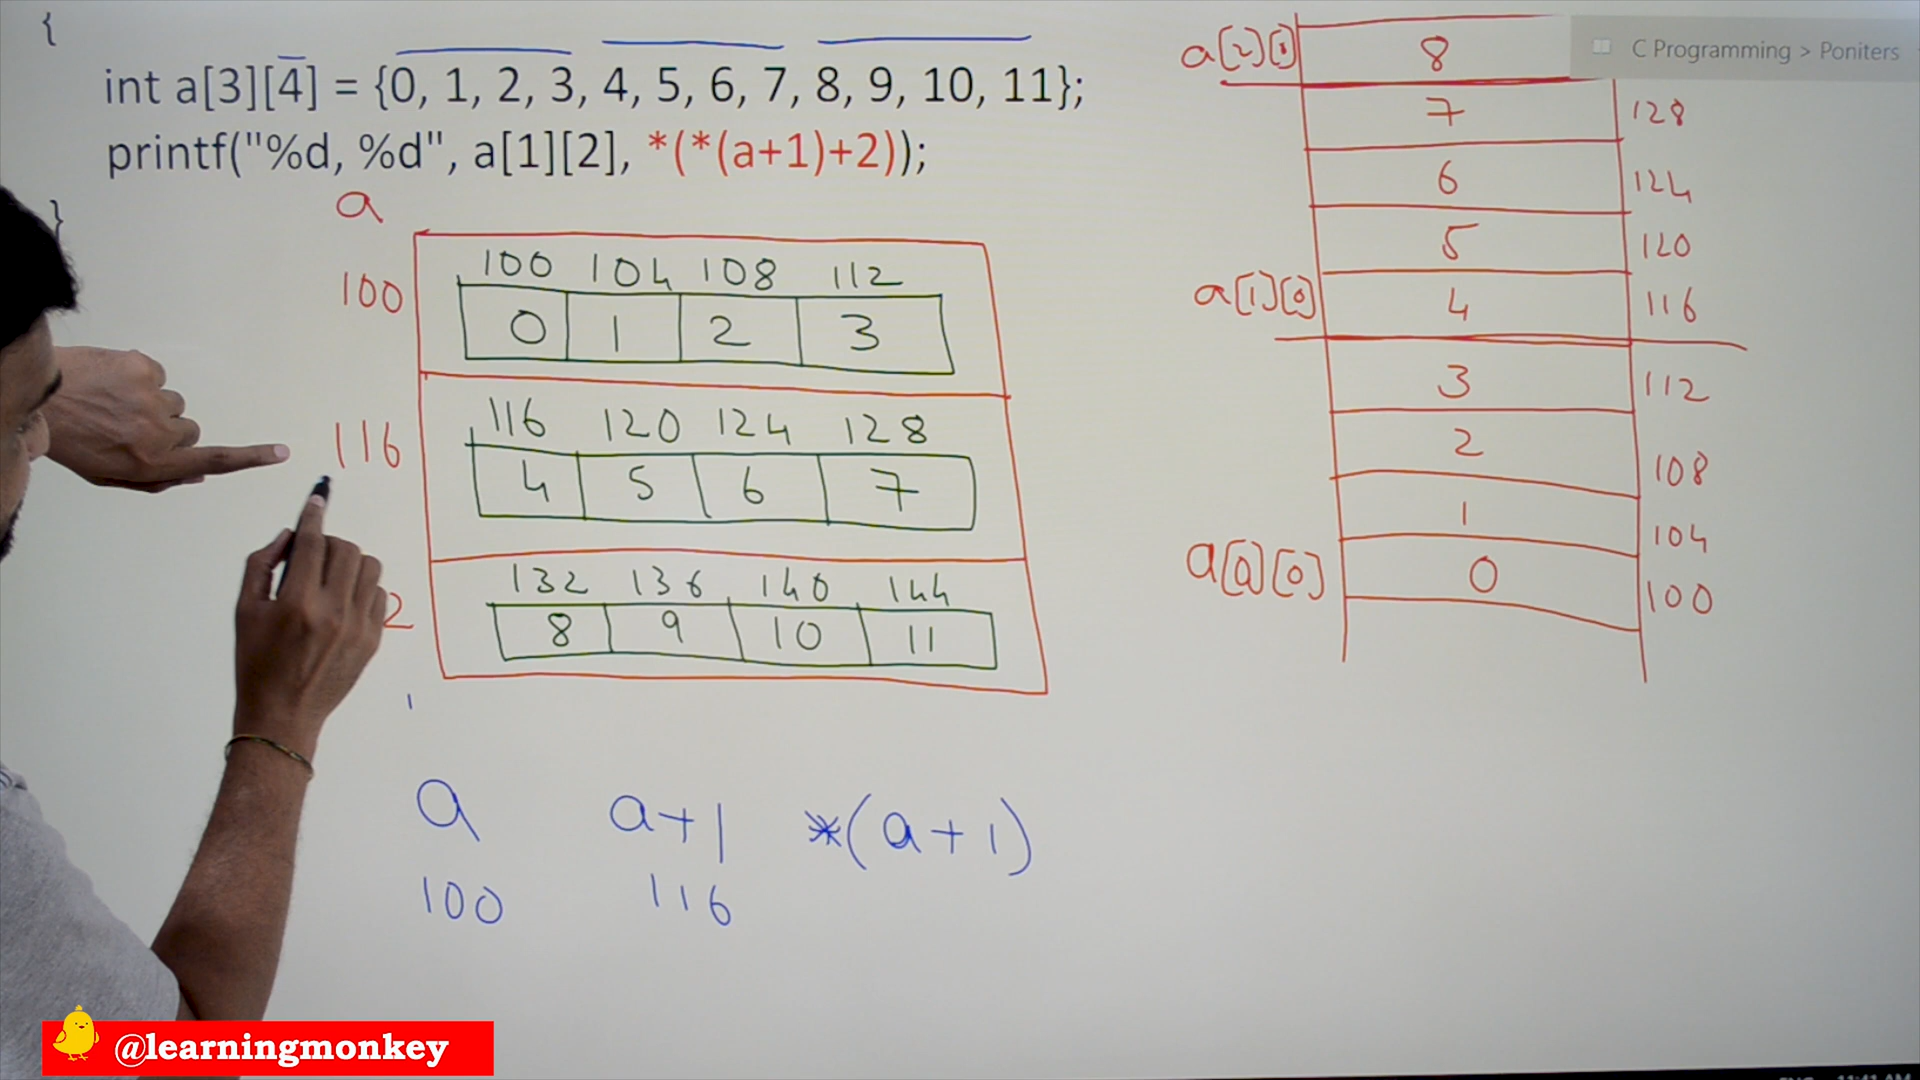 {
int a[3][4] = {0, 1, 2, 3, 4, 5, 6, 7, 8, 9, 10, 11};
printf("%d, %d", a[1][2], *(*(a+1)+2));
}
a
100
100 104 108 112
0 1 2 3
116
116 120 124 128
4 5 6 7
2
132 136 140 144
8 9 10 11
a a+1 *(a+1)
100 116
C Programming > Poniters
8
7 128
6 124
5 120
a[1][0] 4 116
3 112
2 108
1 104
a[0][0] 0 100
@learningmonkey